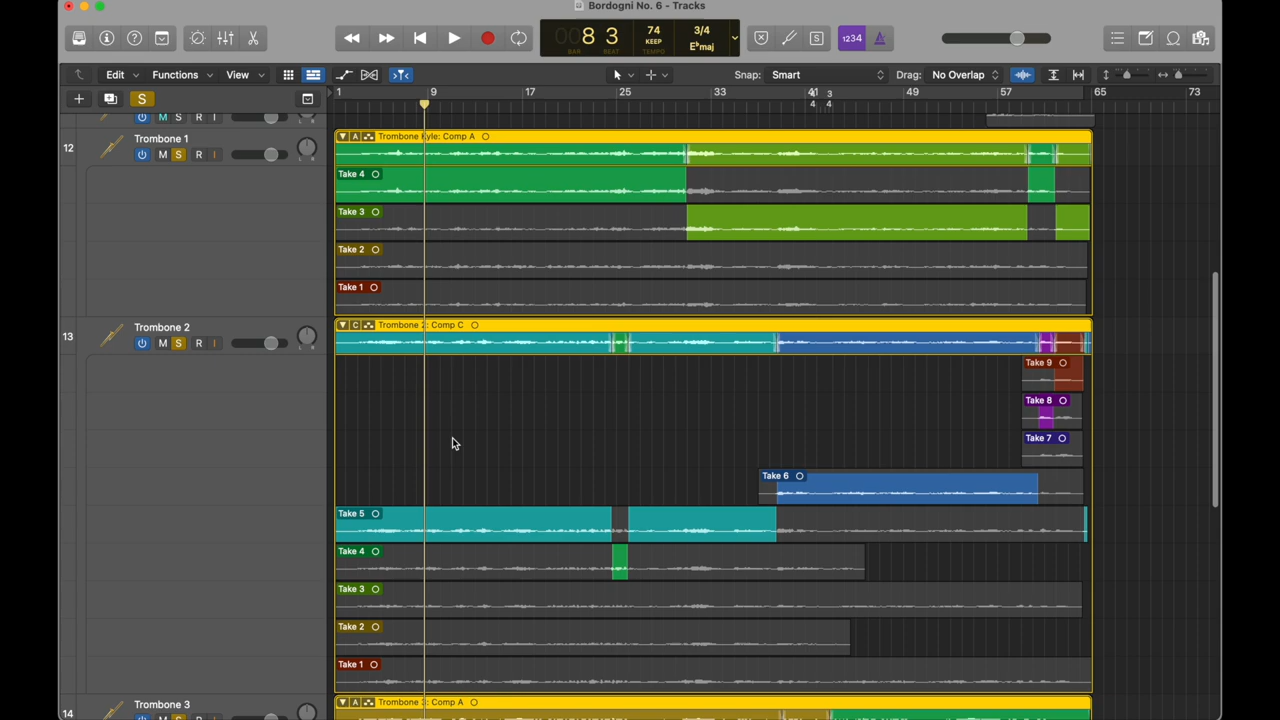 Bordogni No. 6 - Tracks
008 3
BAR BEAT
74
KEEP
TEMPO
3/4
E♭maj
1234
Edit Functions View
Snap: Smart
Drag: No Overlap
S
1 9 17 25 33 41 49 57 65 73
4
4
3
4
M S R I
12
Trombone 1
M S R I
A Trombone Kyle: Comp A
Take 4
Take 3
Take 2
Take 1
13
Trombone 2
M S R I
C Trombone 2: Comp C
Take 9
Take 8
Take 7
Take 6
Take 5
Take 4
Take 3
Take 2
Take 1
14
Trombone 3
M S R I
A Trombone 3: Comp A